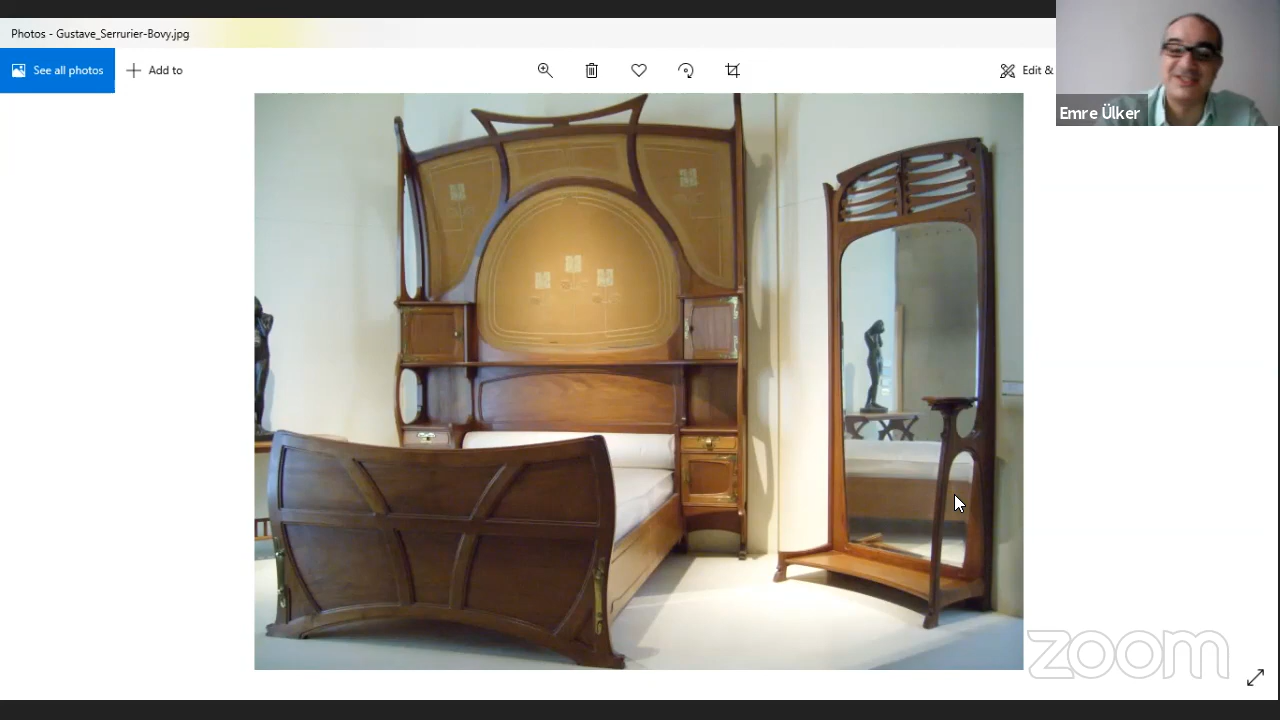 Photos - Gustave_Serrurier-Bovy.jpg
See all photos
Add to
Edit &
Emre Ülker
zoom